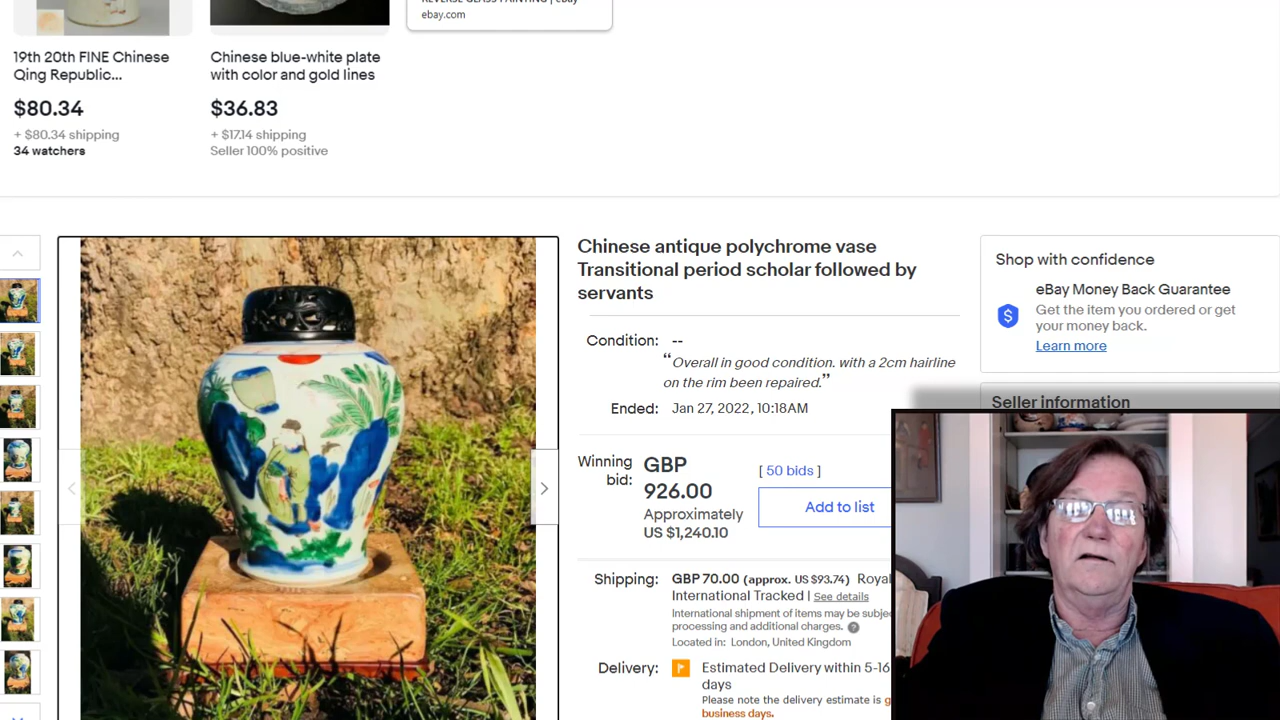 REVERSE GLASS PAINTING | eBay
ebay.com
19th 20th FINE Chinese
Qing Republic...
$80.34
+ $80.34 shipping
34 watchers
Chinese blue-white plate
with color and gold lines
$36.83
+ $17.14 shipping
Seller 100% positive
Chinese antique polychrome vase
Transitional period scholar followed by
servants
Condition: --
“Overall in good condition. with a 2cm hairline
on the rim been repaired.”
Ended: Jan 27, 2022, 10:18AM
Winning
bid:
GBP
926.00
Approximately
US $1,240.10
[ 50 bids ]
Add to list
Shipping: GBP 70.00 (approx. US $93.74) Royal
International Tracked | See details
International shipment of items may be
processing and additional charges.
Located in: London, United Kingdom
Delivery: Estimated Delivery within 5-16
days
Please note the delivery estimate is
business days.
Shop with confidence
eBay Money Back Guarantee
Get the item you ordered or get
your money back.
Learn more
Seller information